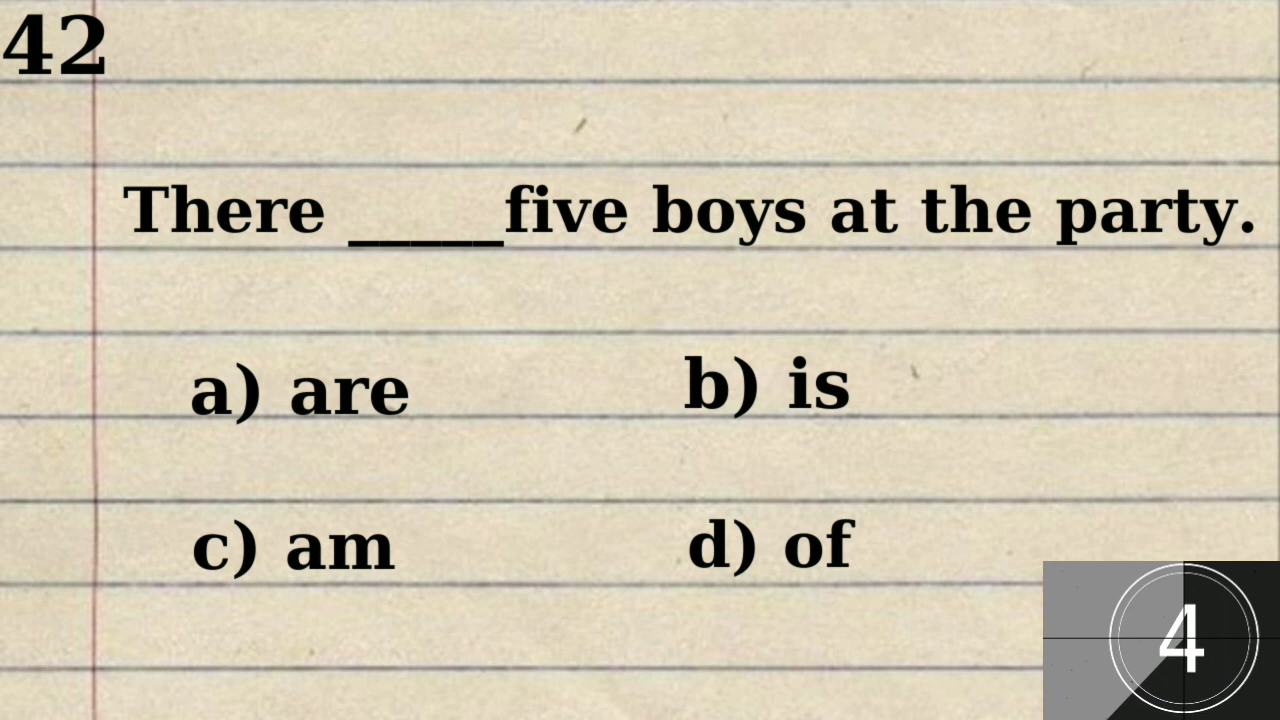 42
There _____five boys at the party.
a) are b) is
c) am d) of
4